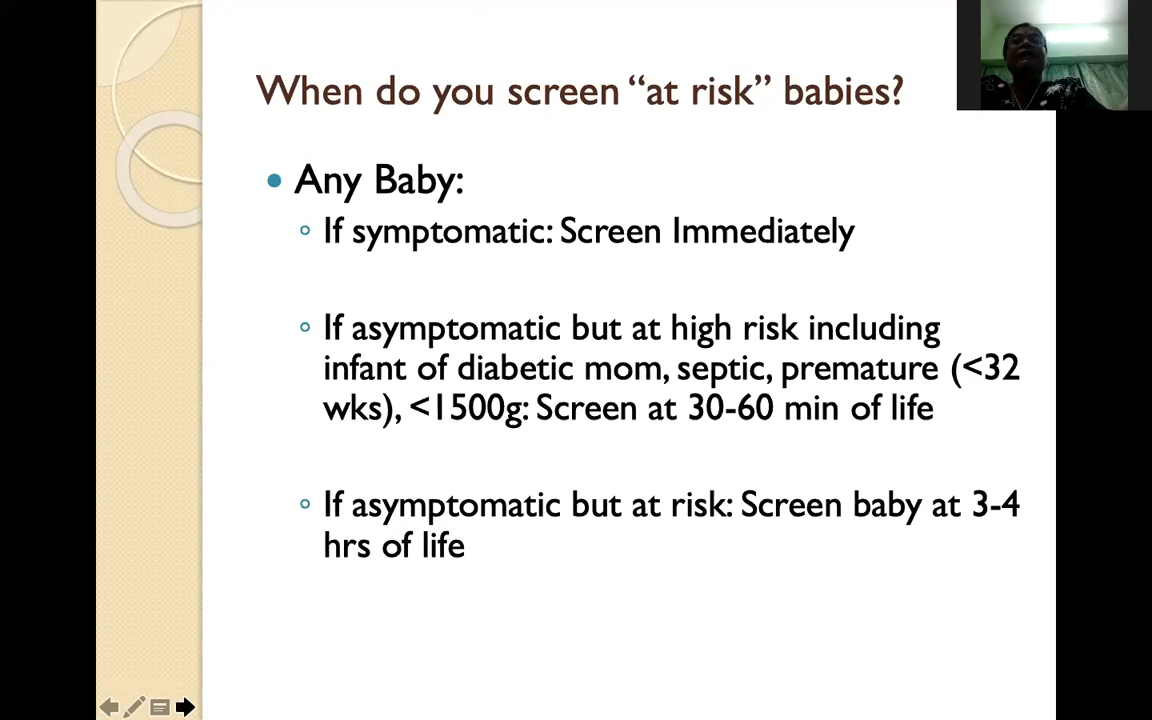 When do you screen “at risk” babies?
Any Baby:
If symptomatic: Screen Immediately
If asymptomatic but at high risk including
infant of diabetic mom, septic, premature (<32
wks), <1500g: Screen at 30-60 min of life
If asymptomatic but at risk: Screen baby at 3-4
hrs of life